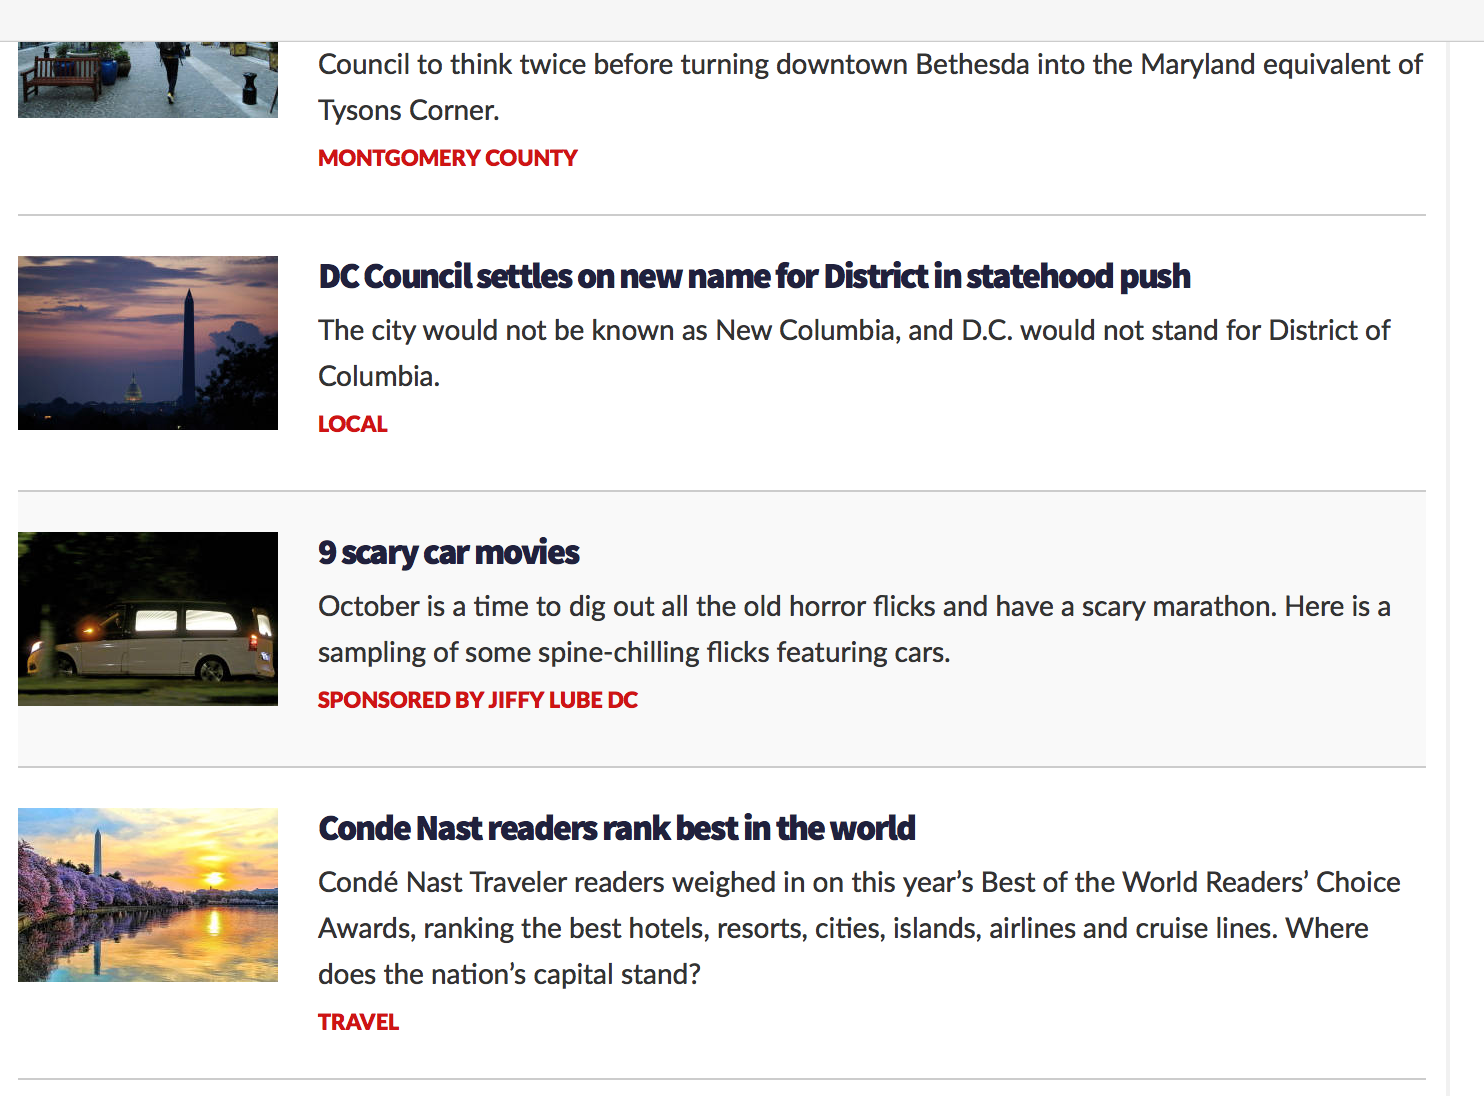 Council to think twice before turning downtown Bethesda into the Maryland equivalent of
Tysons Corner.
MONTGOMERY COUNTY
DC Council settles on new name for District in statehood push
The city would not be known as New Columbia, and D.C. would not stand for District of
Columbia.
LOCAL
9 scary car movies
October is a time to dig out all the old horror flicks and have a scary marathon. Here is a
sampling of some spine-chilling flicks featuring cars.
SPONSORED BY JIFFY LUBE DC
Conde Nast readers rank best in the world
Condé Nast Traveler readers weighed in on this year’s Best of the World Readers’ Choice
Awards, ranking the best hotels, resorts, cities, islands, airlines and cruise lines. Where
does the nation’s capital stand?
TRAVEL